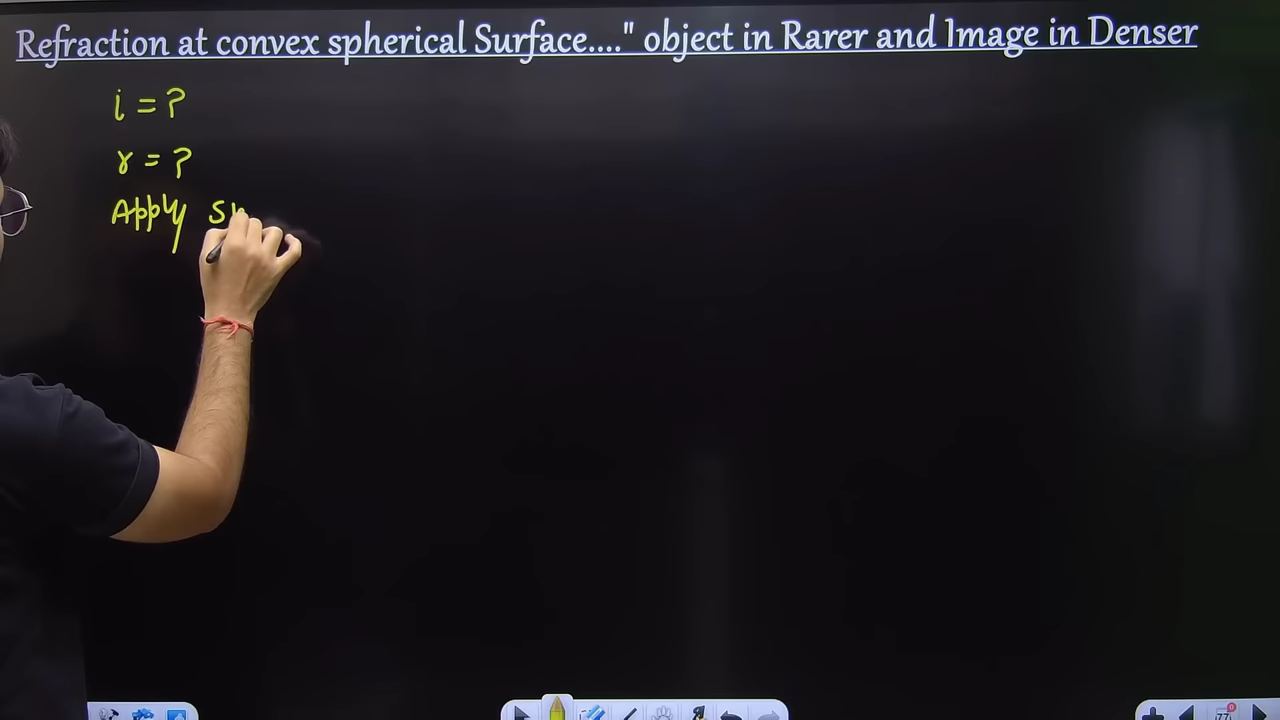 Refraction at convex spherical Surface...." object in Rarer and Image in Denser
i = ?
r = ?
Apply